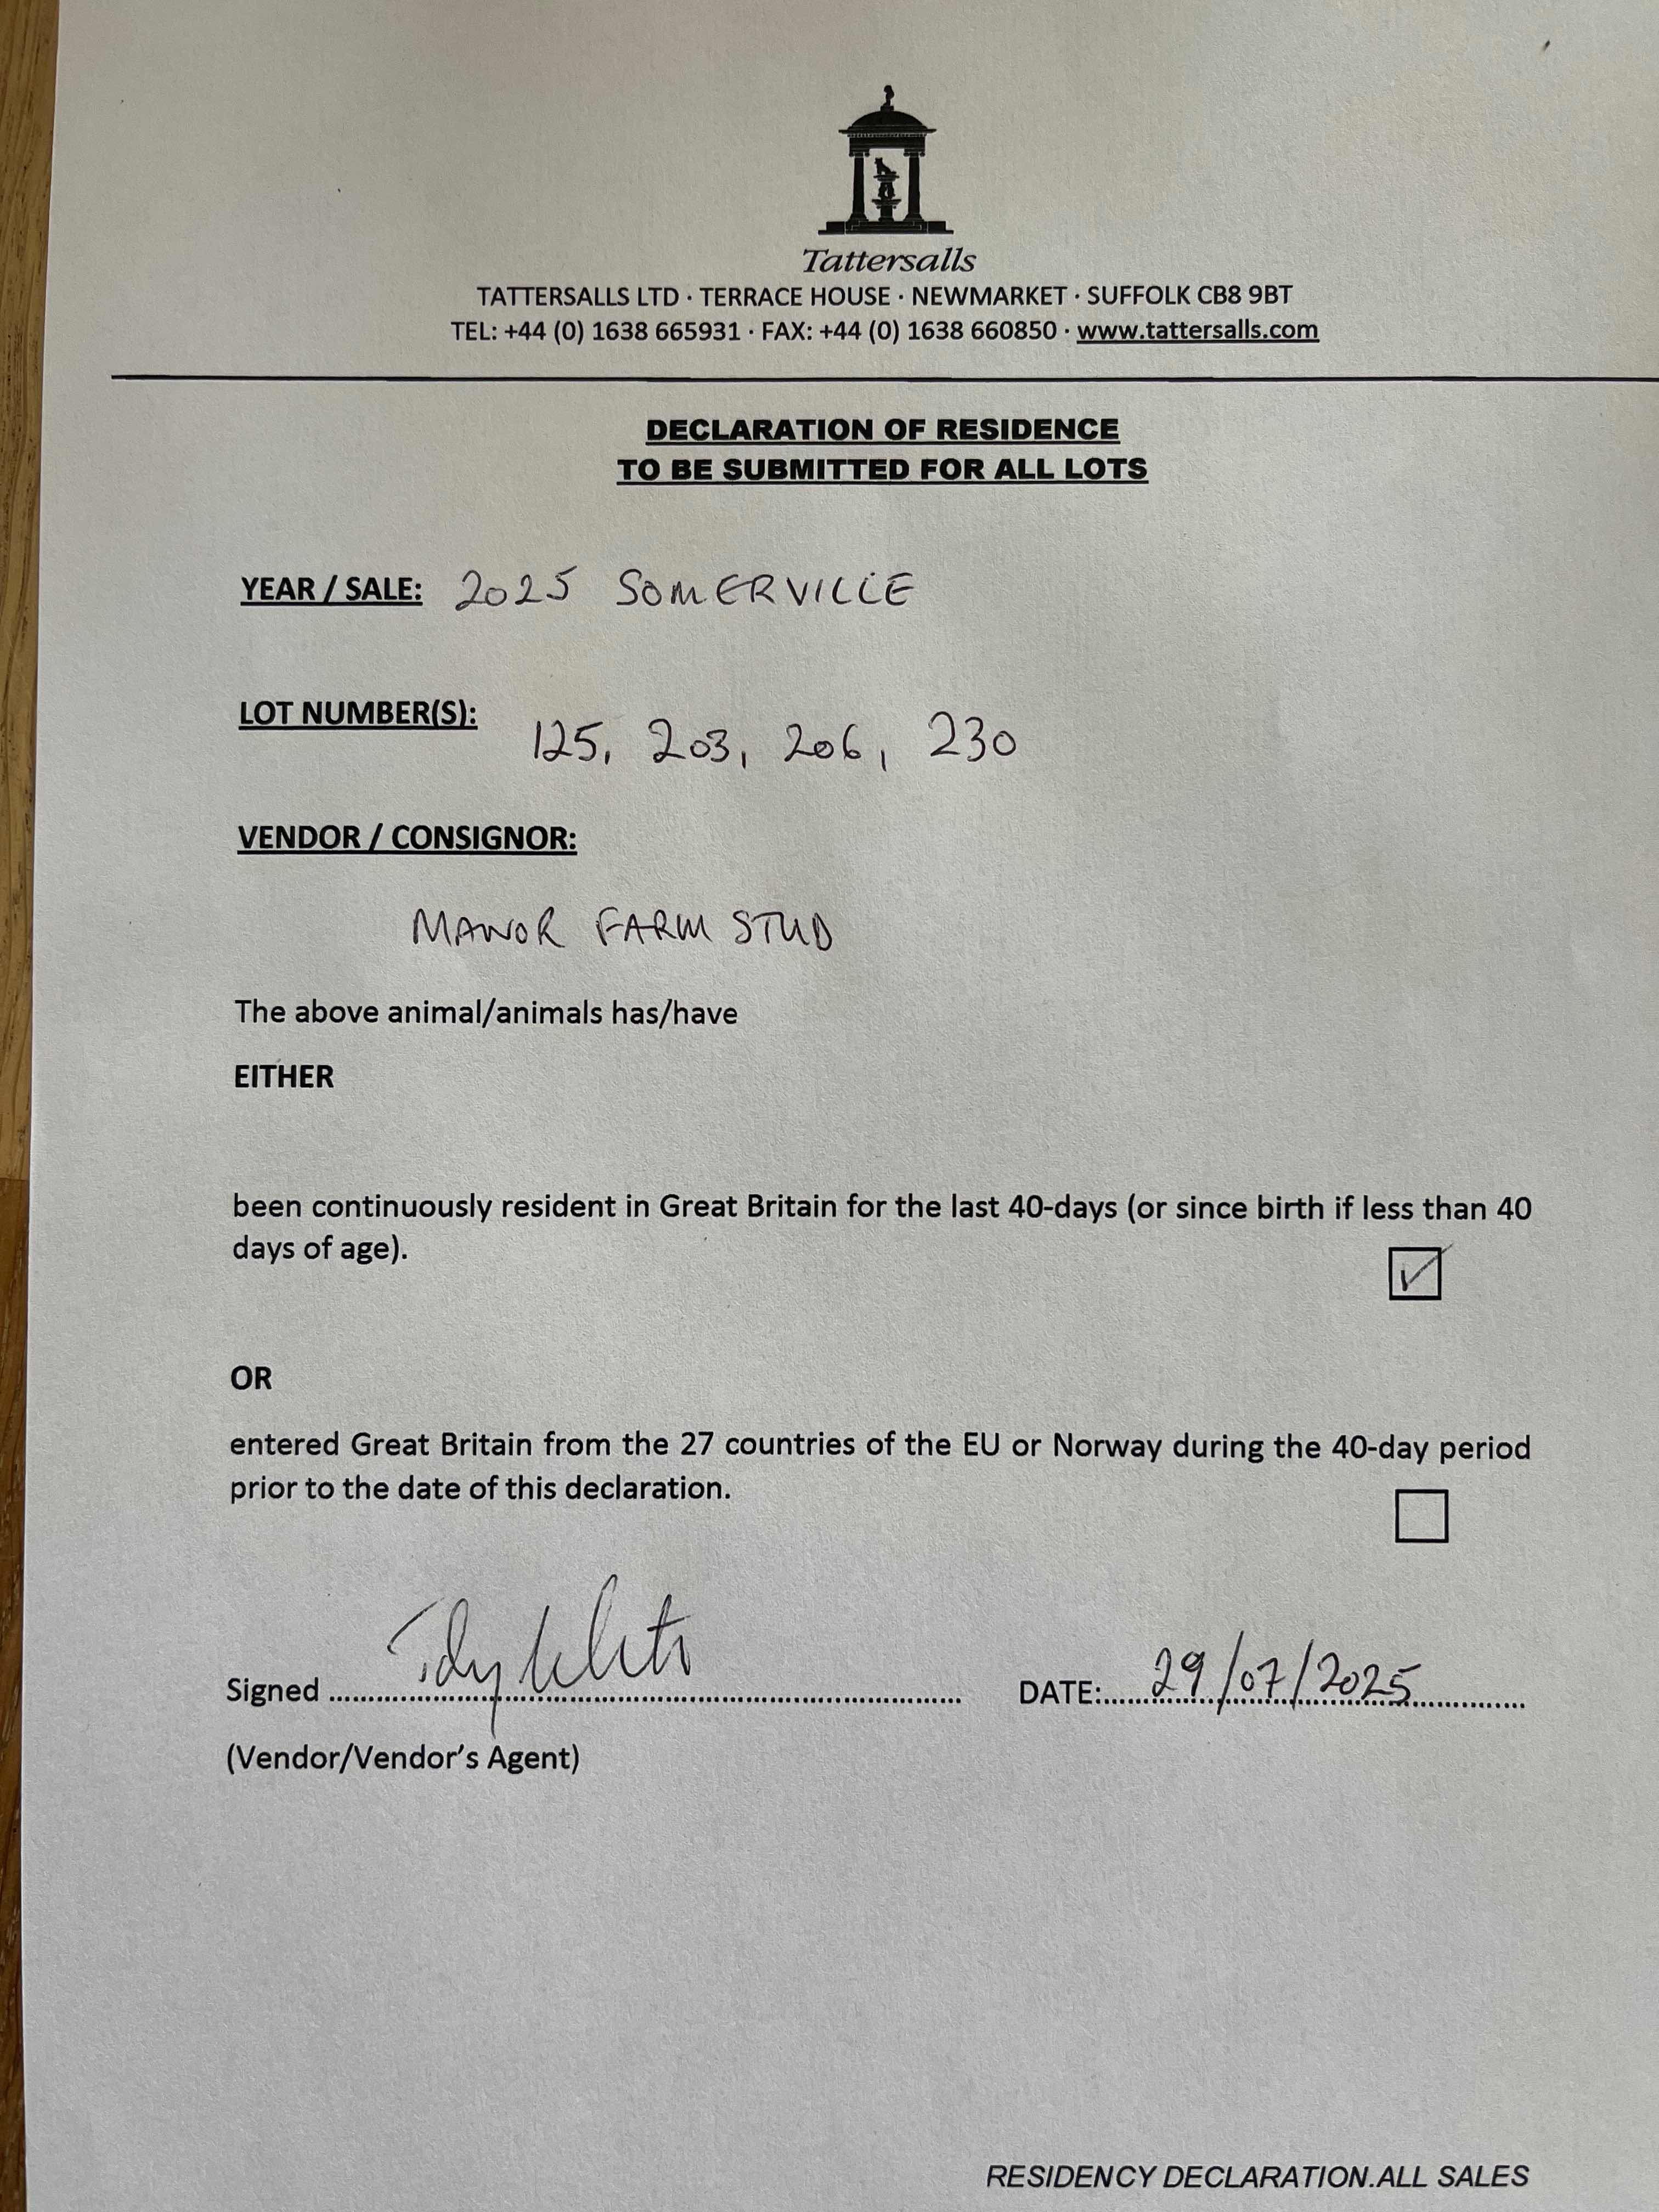 Tattersalls
TATTERSALLS LTD · TERRACE HOUSE · NEWMARKET · SUFFOLK CB8 9BT
TEL: +44 (0) 1638 665931 · FAX: +44 (0) 1638 660850 · www.tattersalls.com
DECLARATION OF RESIDENCE
TO BE SUBMITTED FOR ALL LOTS
YEAR / SALE: 2025 SOMERVILLE
LOT NUMBER(S): 125, 203, 206, 230
VENDOR / CONSIGNOR:
MANOR FARM STUD
The above animal/animals has/have
EITHER
been continuously resident in Great Britain for the last 40-days (or since birth if less than 40
days of age).
OR
entered Great Britain from the 27 countries of the EU or Norway during the 40-day period
prior to the date of this declaration.
Signed DATE: 29/07/2025
(Vendor/Vendor's Agent)
RESIDENCY DECLARATION.ALL SALES